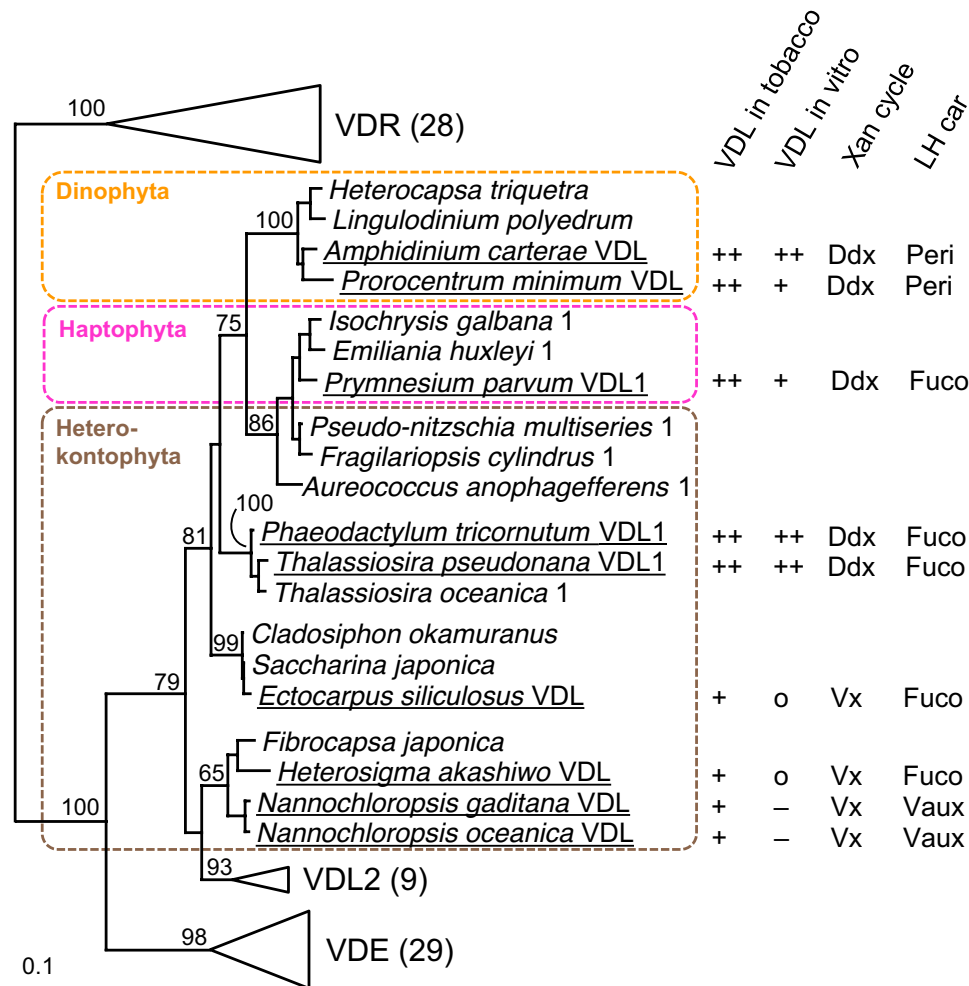 VDL in tobacco
VDL in vitro
Xan cycle
LH car
100
VDR (28)
Dinophyta
Heterocapsa triquetra
100
Lingulodinium polyedrum
Amphidinium carterae VDL ++ ++ Ddx Peri
Prorocentrum minimum VDL ++ + Ddx Peri
75
Haptophyta
Isochrysis galbana 1
Emiliania huxleyi 1
Prymnesium parvum VDL1 ++ + Ddx Fuco
86
Hetero-
kontophyta
Pseudo-nitzschia multiseries 1
Fragilariopsis cylindrus 1
Aureococcus anophagefferens 1
100
81
Phaeodactylum tricornutum VDL1 ++ ++ Ddx Fuco
Thalassiosira pseudonana VDL1 ++ ++ Ddx Fuco
Thalassiosira oceanica 1
99
Cladosiphon okamuranus
Saccharina japonica
79
Ectocarpus siliculosus VDL + o Vx Fuco
Fibrocapsa japonica
65
Heterosigma akashiwo VDL + o Vx Fuco
Nannochloropsis gaditana VDL + – Vx Vaux
100
Nannochloropsis oceanica VDL + – Vx Vaux
93
VDL2 (9)
98
VDE (29)
0.1